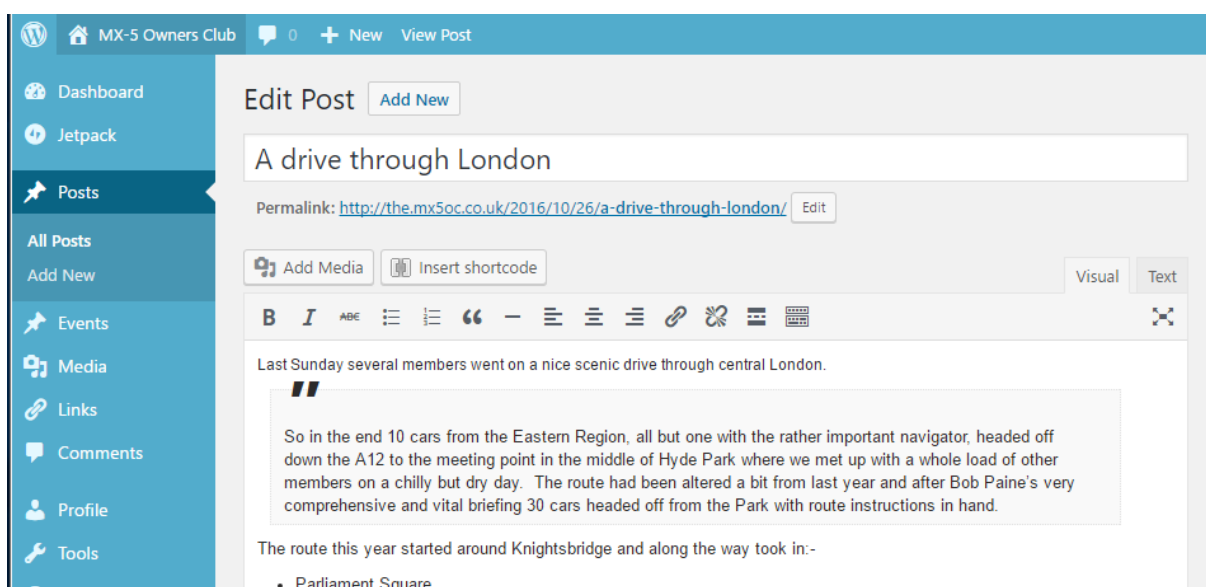 MX-5 Owners Club 0 + New View Post
Dashboard
Jetpack
Posts
All Posts
Add New
Events
Media
Links
Comments
Profile
Tools
Edit Post Add New
A drive through London
Permalink: http://the.mx5oc.co.uk/2016/10/26/a-drive-through-london/ Edit
Add Media Insert shortcode
Visual Text
B I ABC
Last Sunday several members went on a nice scenic drive through central London.
So in the end 10 cars from the Eastern Region, all but one with the rather important navigator, headed off
down the A12 to the meeting point in the middle of Hyde Park where we met up with a whole load of other
members on a chilly but dry day.  The route had been altered a bit from last year and after Bob Paine’s very
comprehensive and vital briefing 30 cars headed off from the Park with route instructions in hand.
The route this year started around Knightsbridge and along the way took in:-
• Parliament Square